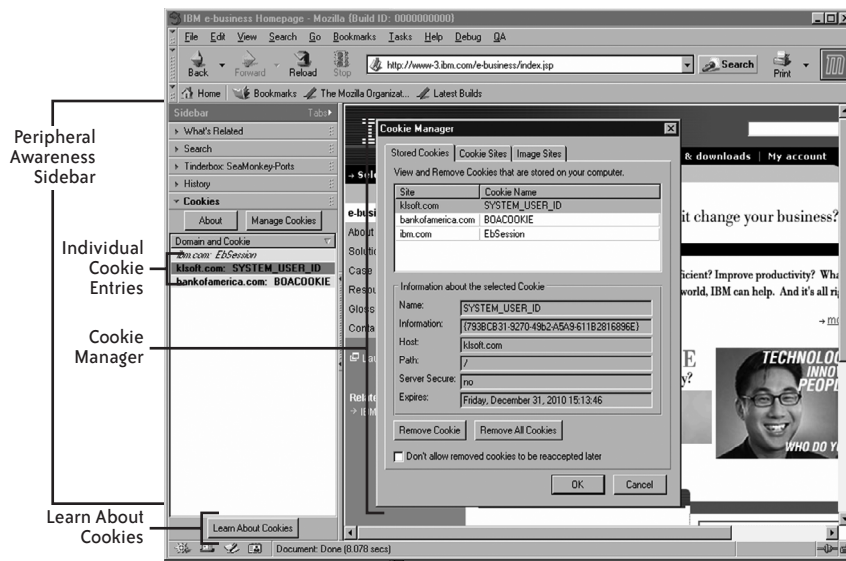 IBM e-business Homepage - Mozilla {Build ID: 0000000000}
File Edit View Search Go Bookmarks Tasks Help Debug QA
Back Forward Reload Stop http://www-3.ibm.com/e-business/index.jsp Search Print
Home Bookmarks The Mozilla Organizat... Latest Builds
Sidebar Tabs
What's Related
Search
Tinderbox: SeaMonkey-Ports
History
Cookies
About Manage Cookies
Domain and Cookie
ibm.com: EbSession
klsoft.com: SYSTEM_USER_ID
bankofamerica.com: BOACOOKIE
Learn About Cookies
Peripheral
Awareness
Sidebar
Individual
Cookie
Entries
Cookie
Manager
Learn About
Cookies
& downloads | My account
e-busi
About
Solutio
Case
Resou
Gloss
Conta
Lau
Relate
IBM
Cookie Manager
Stored Cookies Cookie Sites Image Sites
View and Remove Cookies that are stored on your computer.
Site Cookie Name
klsoft.com SYSTEM_USER_ID
bankofamerica.com BOACOOKIE
ibm.com EbSession
Information about the selected Cookie
Name: SYSTEM_USER_ID
Information: {793BCB31-9270-49b2-A5A9-611B2816896E}
Host: klsoft.com
Path: /
Server Secure: no
Expires: Friday, December 31, 2010 15:13:46
Remove Cookie Remove All Cookies
Don't allow removed cookies to be reaccepted later
OK Cancel
it change your business?
ficient? Improve productivity? Wha
world, IBM can help. And it's all ri
mo
E
y?
TECHNOLOG
INNOV
PEOPL
WHO DO Y
Document: Done (8.078 secs)